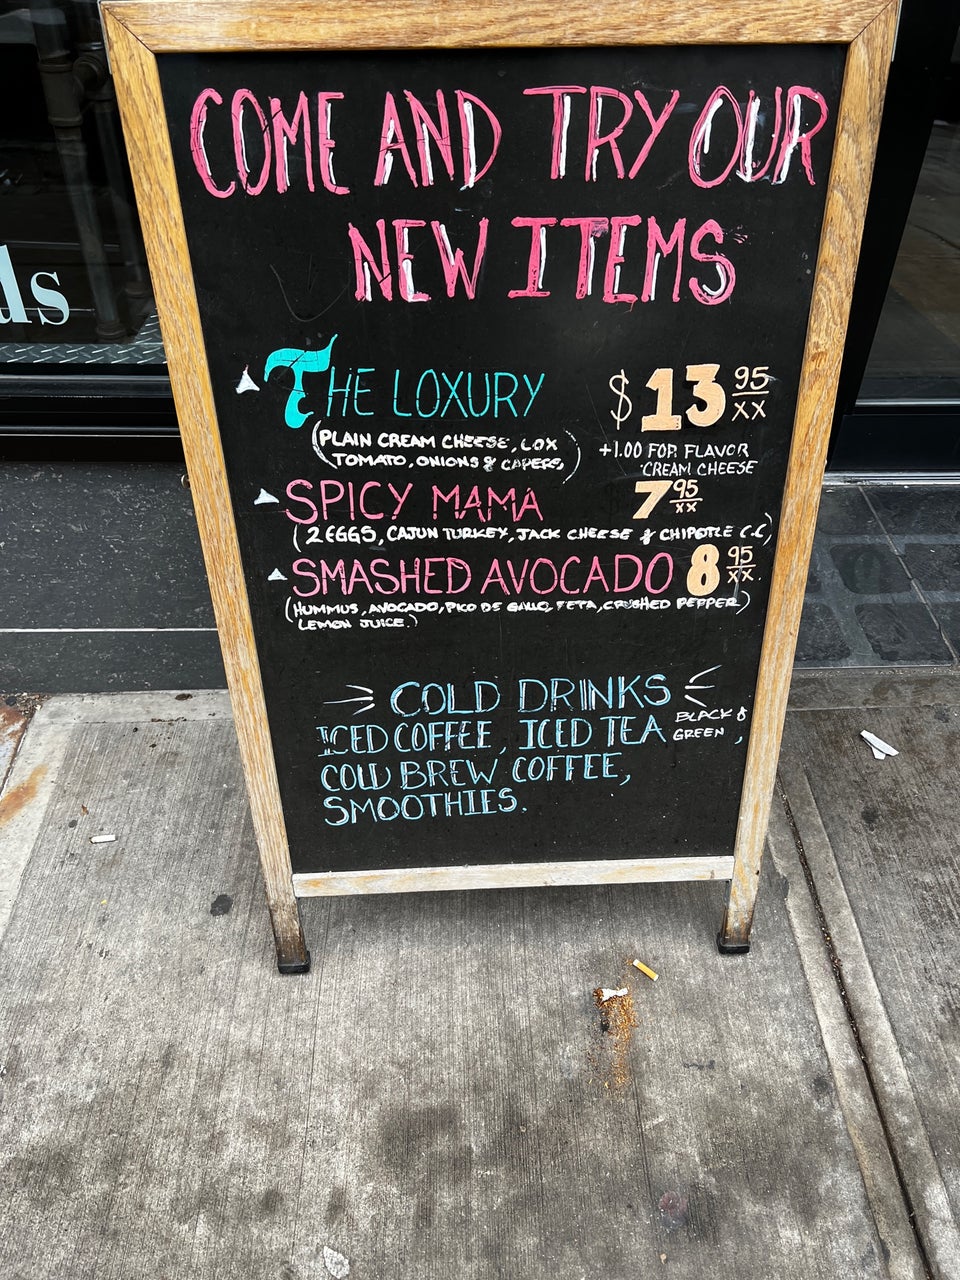 COME AND TRY OUR
NEW ITEMS
THE LOXURY $13 95/xx
(PLAIN CREAM CHEESE, LOX
TOMATO, ONIONS & CAPERS,)
+1.00 FOR FLAVOR
CREAM CHEESE
SPICY MAMA 7 95/xx
(2 EGGS, CAJUN TURKEY, JACK CHEESE & CHIPOTLE C.C)
SMASHED AVOCADO 8 95/xx.
(HUMMUS, AVOCADO, PICO DE GALLO, FETA, CRUSHED PEPPER)
LEMON JUICE.)
COLD DRINKS
ICED COFFEE, ICED TEA BLACK & GREEN,
COLD BREW COFFEE,
SMOOTHIES.
ds